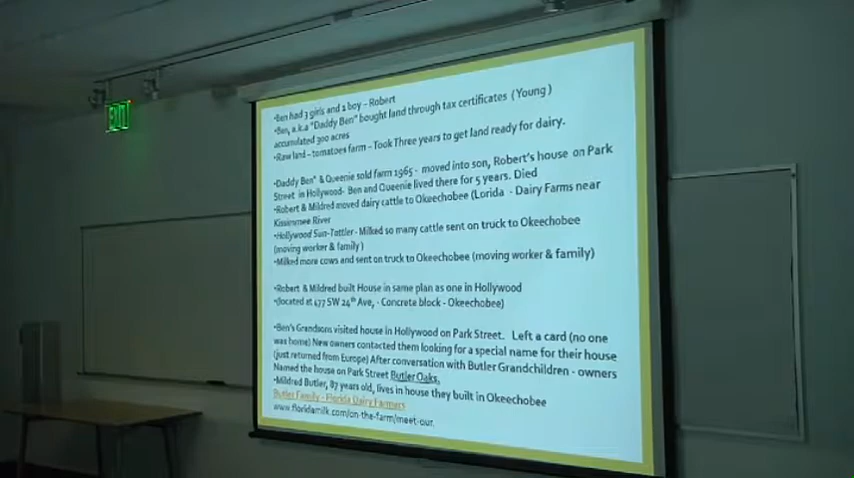 EXIT
•Ben had 3 girls and 1 boy – Robert
•Ben, a.k.a "Daddy Ben" bought land through tax certificates (Young)
accumulated 300 acres
•Raw land – tomatoes farm – Took Three years to get land ready for dairy.
•Daddy Ben" & Queenie sold farm 1965 - moved into son, Robert's house on Park
Street in Hollywood- Ben and Queenie lived there for 5 years. Died
•Robert & Mildred moved dairy cattle to Okeechobee (Lorida - Dairy Farms near
Kissimmee River
•Hollywood Sun-Tattler - Milked so many cattle sent on truck to Okeechobee
(moving worker & family)
•Milked more cows and sent on truck to Okeechobee (moving worker & family)
•Robert & Mildred built House in same plan as one in Hollywood
•(located at 477 SW 24th Ave, - Concrete block - Okeechobee)
•Ben's Grandsons visited house in Hollywood on Park Street. Left a card (no one
was home) New owners contacted them looking for a special name for their house
(just returned from Europe) After conversation with Butler Grandchildren - owners
Named the house on Park Street Butler Oaks.
•Mildred Butler, 87 years old, lives in house they built in Okeechobee
Butler Family - Florida Dairy Farmers
www.floridamilk.com/on-the-farm/meet-our.